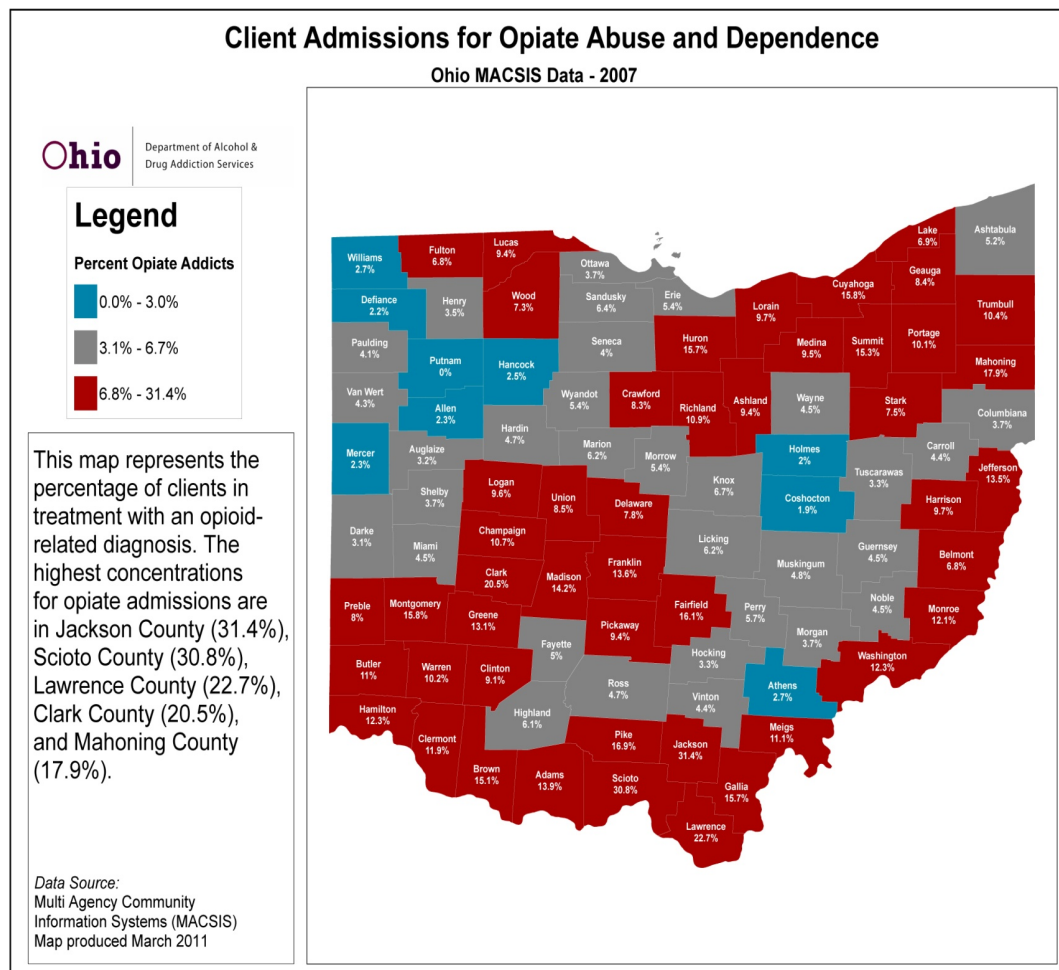 Client Admissions for Opiate Abuse and Dependence
Ohio MACSIS Data - 2007
Ohio
Department of Alcohol &
Drug Addiction Services
Legend
Percent Opiate Addicts
0.0% - 3.0%
3.1% - 6.7%
6.8% - 31.4%
This map represents the
percentage of clients in
treatment with an opioid-
related diagnosis. The
highest concentrations
for opiate admissions are
in Jackson County (31.4%),
Scioto County (30.8%),
Lawrence County (22.7%),
Clark County (20.5%),
and Mahoning County
(17.9%).
Data Source:
Multi Agency Community
Information Systems (MACSIS)
Map produced March 2011
Williams
2.7%
Fulton
6.8%
Lucas
9.4%
Ottawa
3.7%
Lake
6.9%
Ashtabula
5.2%
Defiance
2.2%
Henry
3.5%
Wood
7.3%
Sandusky
6.4%
Erie
5.4%
Lorain
9.7%
Cuyahoga
15.8%
Geauga
8.4%
Trumbull
10.4%
Paulding
4.1%
Putnam
0%
Hancock
2.5%
Seneca
4%
Huron
15.7%
Medina
9.5%
Summit
15.3%
Portage
10.1%
Mahoning
17.9%
Van Wert
4.3%
Allen
2.3%
Wyandot
5.4%
Crawford
8.3%
Richland
10.9%
Ashland
9.4%
Wayne
4.5%
Stark
7.5%
Columbiana
3.7%
Mercer
2.3%
Auglaize
3.2%
Hardin
4.7%
Marion
6.2%
Morrow
5.4%
Holmes
2%
Tuscarawas
3.3%
Carroll
4.4%
Jefferson
13.5%
Shelby
3.7%
Logan
9.6%
Union
8.5%
Delaware
7.8%
Knox
6.7%
Coshocton
1.9%
Harrison
9.7%
Darke
3.1%
Miami
4.5%
Champaign
10.7%
Clark
20.5%
Madison
14.2%
Franklin
13.6%
Licking
6.2%
Muskingum
4.8%
Guernsey
4.5%
Belmont
6.8%
Preble
8%
Montgomery
15.8%
Greene
13.1%
Pickaway
9.4%
Fairfield
16.1%
Perry
5.7%
Morgan
3.7%
Noble
4.5%
Monroe
12.1%
Butler
11%
Warren
10.2%
Clinton
9.1%
Fayette
5%
Ross
4.7%
Hocking
3.3%
Vinton
4.4%
Athens
2.7%
Washington
12.3%
Hamilton
12.3%
Clermont
11.9%
Highland
6.1%
Pike
16.9%
Jackson
31.4%
Meigs
11.1%
Brown
15.1%
Adams
13.9%
Scioto
30.8%
Gallia
15.7%
Lawrence
22.7%